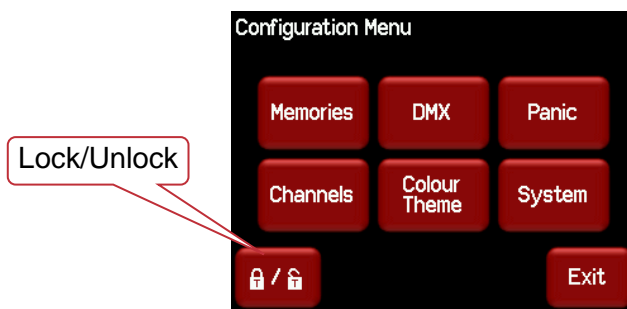 Configuration Menu
Memories
DMX
Panic
Lock/Unlock
Channels
Colour
Theme
System
/
Exit